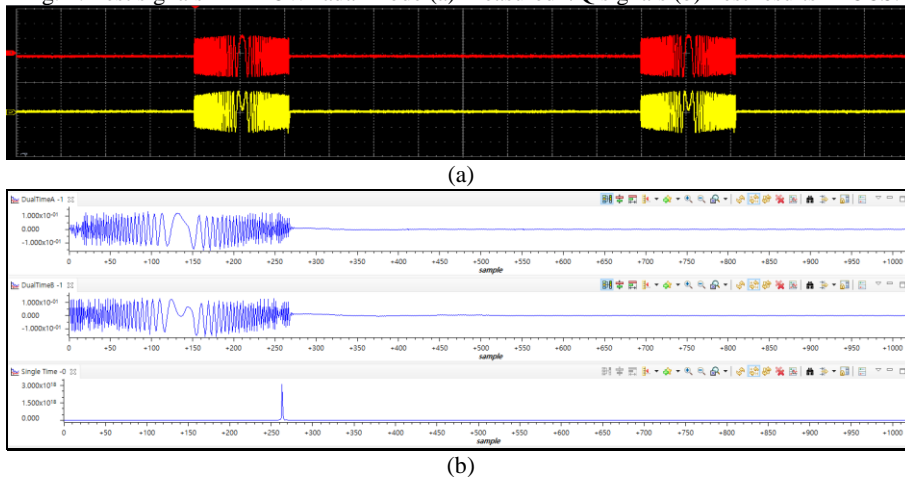 (a)
DualTimeA -1
1.000x10-01
0.000
-1.000x10-01
0 +50 +100 +150 +200 +250 +300 +350 +400 +450 +500 +550 +600 +650 +700 +750 +800 +850 +900 +950 +1000
sample
DualTimeB -1
1.000x10-01
0.000
-1.000x10-01
0 +50 +100 +150 +200 +250 +300 +350 +400 +450 +500 +550 +600 +650 +700 +750 +800 +850 +900 +950 +1000
sample
Single Time -0
3.000x1018
1.500x1018
0.000
0 +50 +100 +150 +200 +250 +300 +350 +400 +450 +500 +550 +600 +650 +700 +750 +800 +850 +900 +950 +1000
sample
(b)